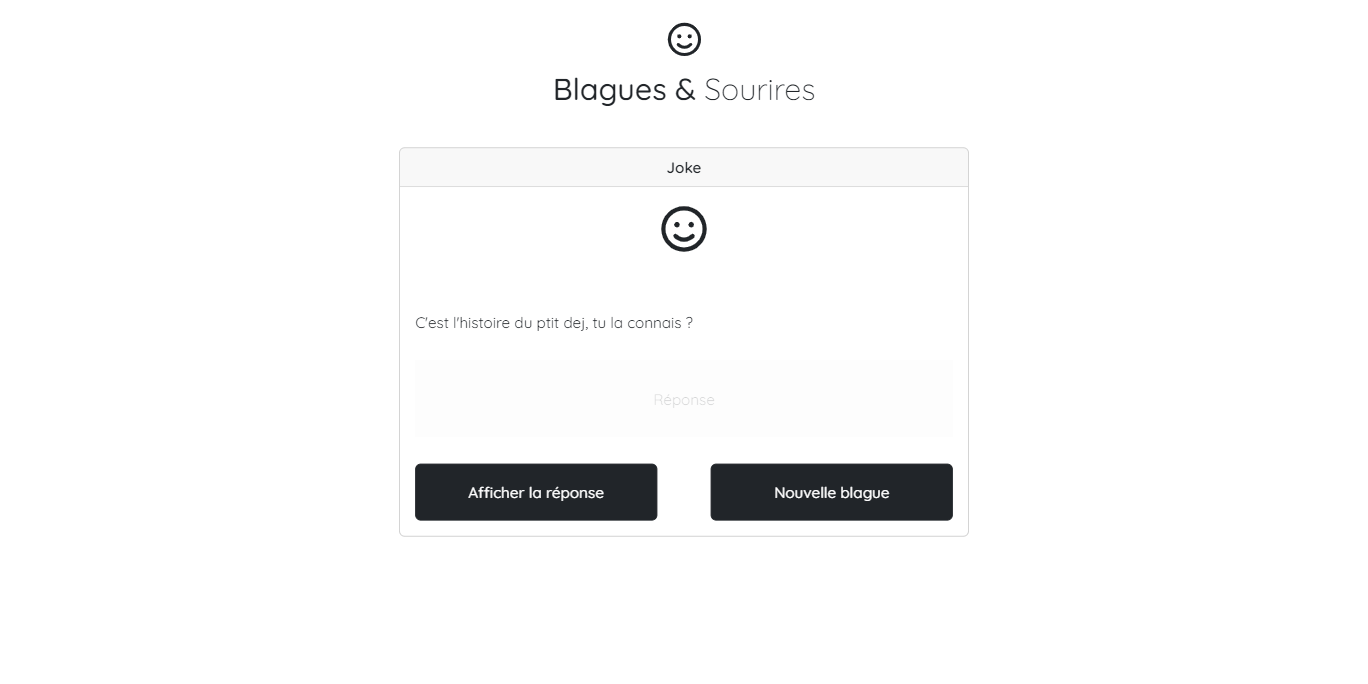 Blagues & Sourires
Joke
C'est l'histoire du ptit dej, tu la connais ?
Réponse
Afficher la réponse
Nouvelle blague